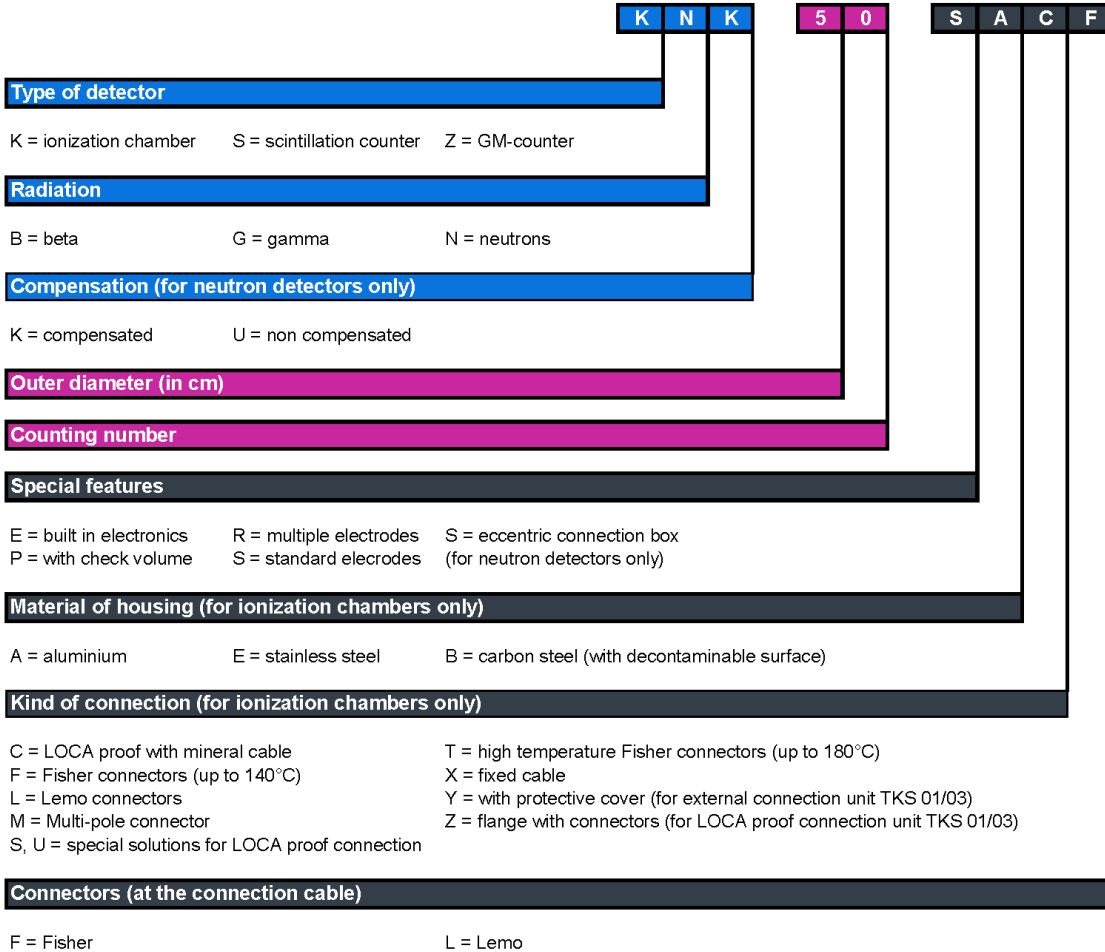 K N K 5 0 S A C F
Type of detector
K = ionization chamber S = scintillation counter Z = GM-counter
Radiation
B = beta G = gamma N = neutrons
Compensation (for neutron detectors only)
K = compensated U = non compensated
Outer diameter (in cm)
Counting number
Special features
E = built in electronics R = multiple electrodes S = eccentric connection box
P = with check volume S = standard elecrodes (for neutron detectors only)
Material of housing (for ionization chambers only)
A = aluminium E = stainless steel B = carbon steel (with decontaminable surface)
Kind of connection (for ionization chambers only)
C = LOCA proof with mineral cable T = high temperature Fisher connectors (up to 180°C)
F = Fisher connectors (up to 140°C) X = fixed cable
L = Lemo connectors Y = with protective cover (for external connection unit TKS 01/03)
M = Multi-pole connector Z = flange with connectors (for LOCA proof connection unit TKS 01/03)
S, U = special solutions for LOCA proof connection
Connectors (at the connection cable)
F = Fisher L = Lemo